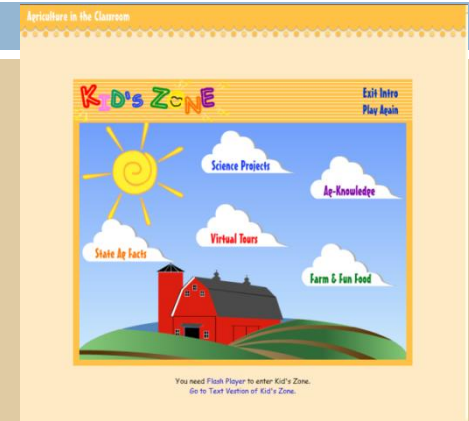 Agriculture in the Classroom
KiD's ZoNE
Exit Intro
Play Again
Science Projects
Ag-Knowledge
State Ag Facts
Virtual Tours
Farm & Fun Food
You need Flash Player to enter Kid's Zone.
Go to Text Vestion of Kid's Zone.